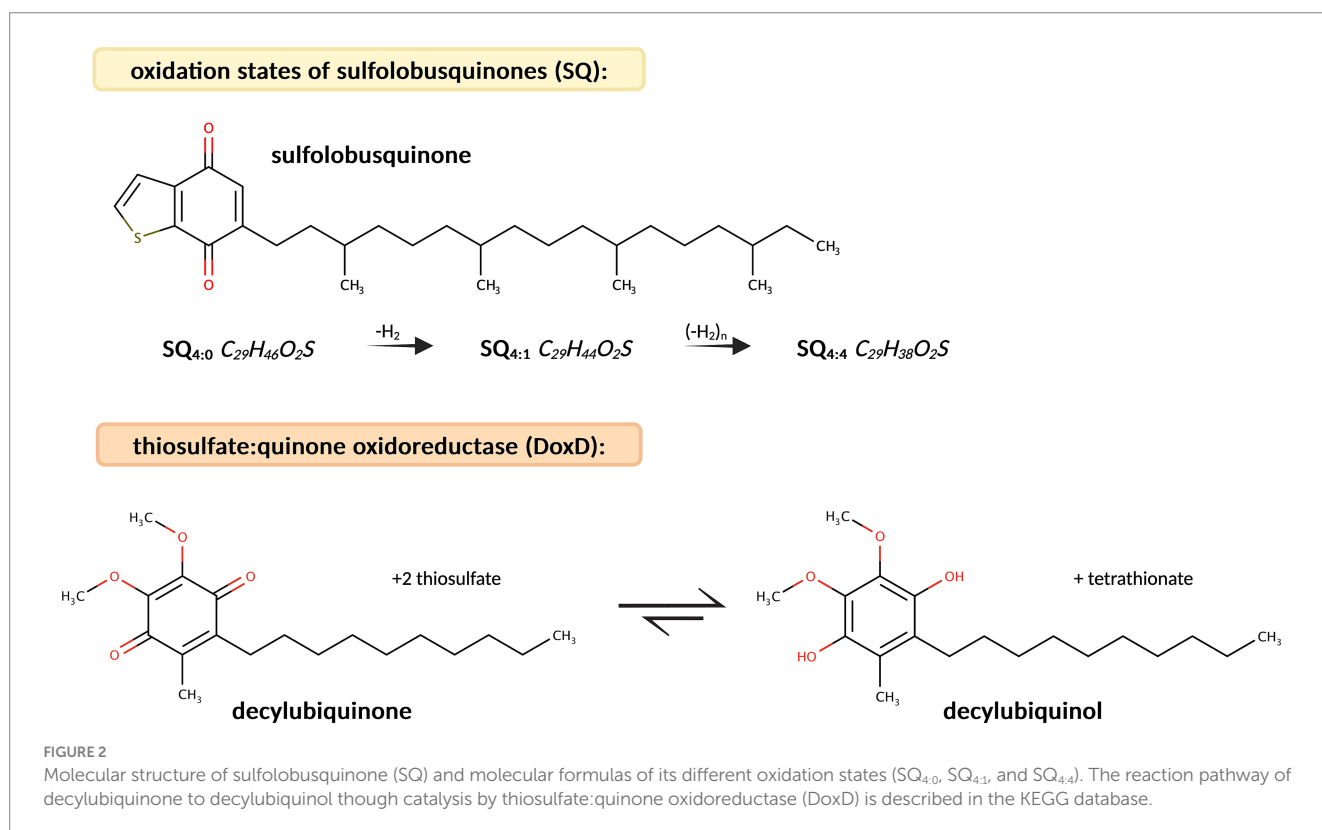 oxidation states of sulfolobusquinones (SQ):
O
sulfolobusquinone
S
CH₃
O
CH₃
CH₃
CH₃
CH₃
-H₂
(-H₂)ₙ
SQ₄:₀ C₂₉H₄₆O₂S
SQ₄:₁ C₂₉H₄₄O₂S
SQ₄:₄ C₂₉H₃₈O₂S
thiosulfate:quinone oxidoreductase (DoxD):
H₃C
O
O
O
H₃C
O
CH₃
CH₃
+2 thiosulfate
decylubiquinone
H₃C
O
O
OH
H₃C
HO
CH₃
CH₃
+ tetrathionate
decylubiquinol
FIGURE 2
Molecular structure of sulfolobusquinone (SQ) and molecular formulas of its different oxidation states (SQ₄:₀, SQ₄:₁, and SQ₄:₄). The reaction pathway of
decylubiquinone to decylubiquinol though catalysis by thiosulfate:quinone oxidoreductase (DoxD) is described in the KEGG database.